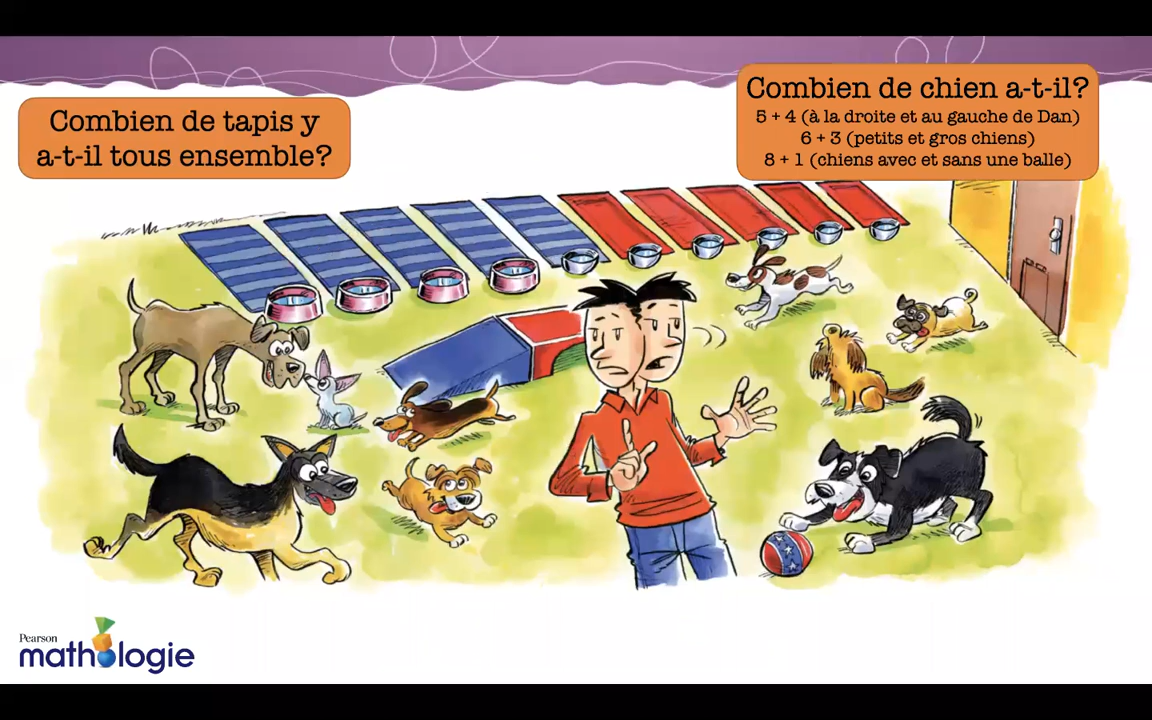 Combien de tapis y
a-t-il tous ensemble?
Combien de chien a-t-il?
5 + 4 (à la droite et au gauche de Dan)
6 + 3 (petits et gros chiens)
8 + 1 (chiens avec et sans une balle)
Pearson
mathologie